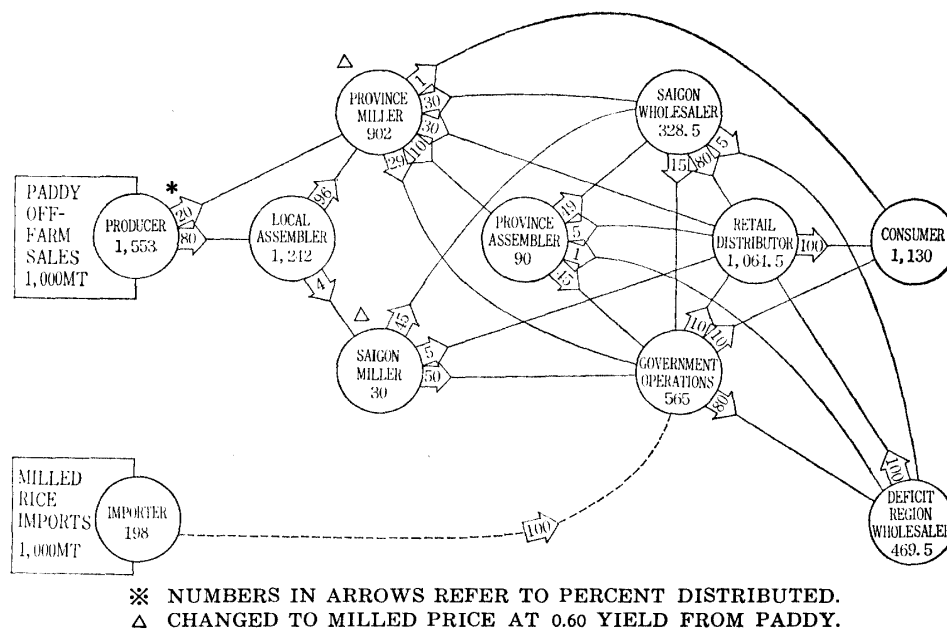 PADDY
OFF-
FARM
SALES
1,000MT
PRODUCER
1,553
※
20
80
LOCAL
ASSEMBLER
1,242
96
4
△
PROVINCE
MILLER
902
1
30
30
10
29
△
SAIGON
MILLER
30
45
5
50
PROVINCE
ASSEMBLER
90
49
5
1
45
SAIGON
WHOLESALER
328.5
15
80
5
RETAIL
DISTRIBUTOR
1,064.5
100
CONSUMER
1,130
GOVERNMENT
OPERATIONS
565
10
10
80
DEFICIT
REGION
WHOLESALER
469.5
100
MILLED
RICE
IMPORTS
1,000MT
IMPORTER
198
100
※ NUMBERS IN ARROWS REFER TO PERCENT DISTRIBUTED.
△ CHANGED TO MILLED PRICE AT 0.60 YIELD FROM PADDY.